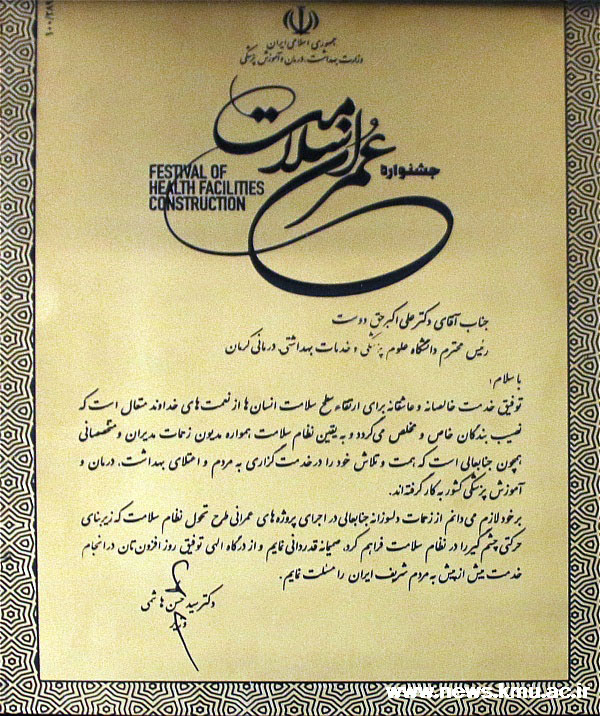 جمهوری اسلامی ایران
وزارت بهداشت، درمان و آموزش پزشکی
جشنواره عمران سلامت
FESTIVAL OF
HEALTH FACILITIES
CONSTRUCTION
جناب آقای دکتر علی اکبر حق دوست
رئیس محترم دانشگاه علوم پزشکی و خدمات بهداشتی درمانی کرمان
با سلام؛
توفیق خدمت خالصانه و عاشقانه برای ارتقاء سطح سلامت انسان‌ها از نعمت‌های خداوند متعال است که
نصیب بندگان خاص و مخلص می‌گردد و به یقین نظام سلامت همواره مدیون زحمات مدیران و متخصصانی
همچون جنابعالی است که همت و تلاش خود را در خدمت‌گزاری به مردم و اعتلای بهداشت، درمان و
آموزش پزشکی کشور به کار گرفته‌اند.
بر خود لازم می‌دانم از زحمات دلسوزانه جنابعالی در اجرای پروژه‌های عمرانی طرح تحول نظام سلامت که زیربنای
حرکتی چشم‌گیر را در نظام سلامت فراهم کرد، صمیمانه قدردانی نمایم و از درگاه الهی توفیق روز افزون‌تان در انجام
خدمت بیش از پیش به مردم شریف ایران را مسئلت نمایم.
دکتر سید حسن هاشمی
وزیر
www.news.kmu.ac.ir